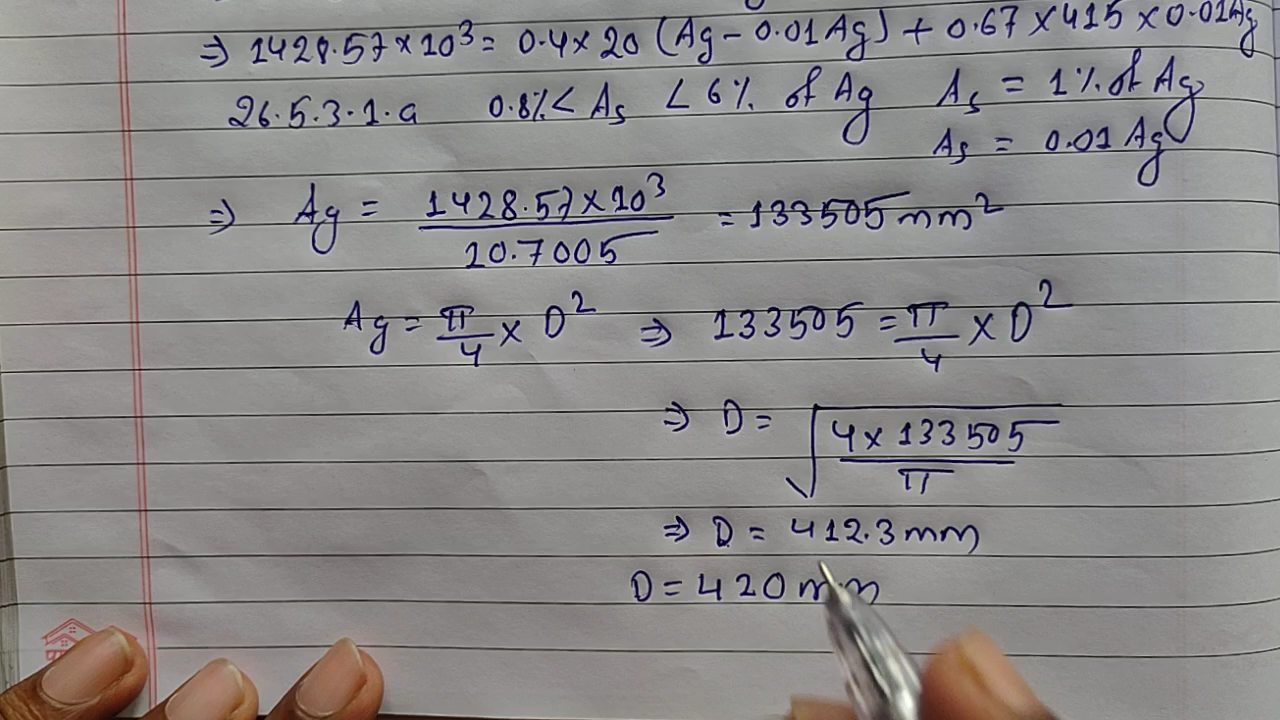 ⇒ 1428.57×10³ = 0.4×20 (Ag - 0.01Ag) + 0.67×415×0.01Ag
26.5.3.1.a 0.8%< As < 6% of Ag As = 1% of Ag
As = 0.01 Ag
⇒ Ag = 1428.57×10³ / 10.7005 = 133505 mm²
Ag = π/4 × D² ⇒ 133505 = π/4 × D²
⇒ D = √(4×133505 / π)
⇒ D = 412.3mm
D = 420 mm